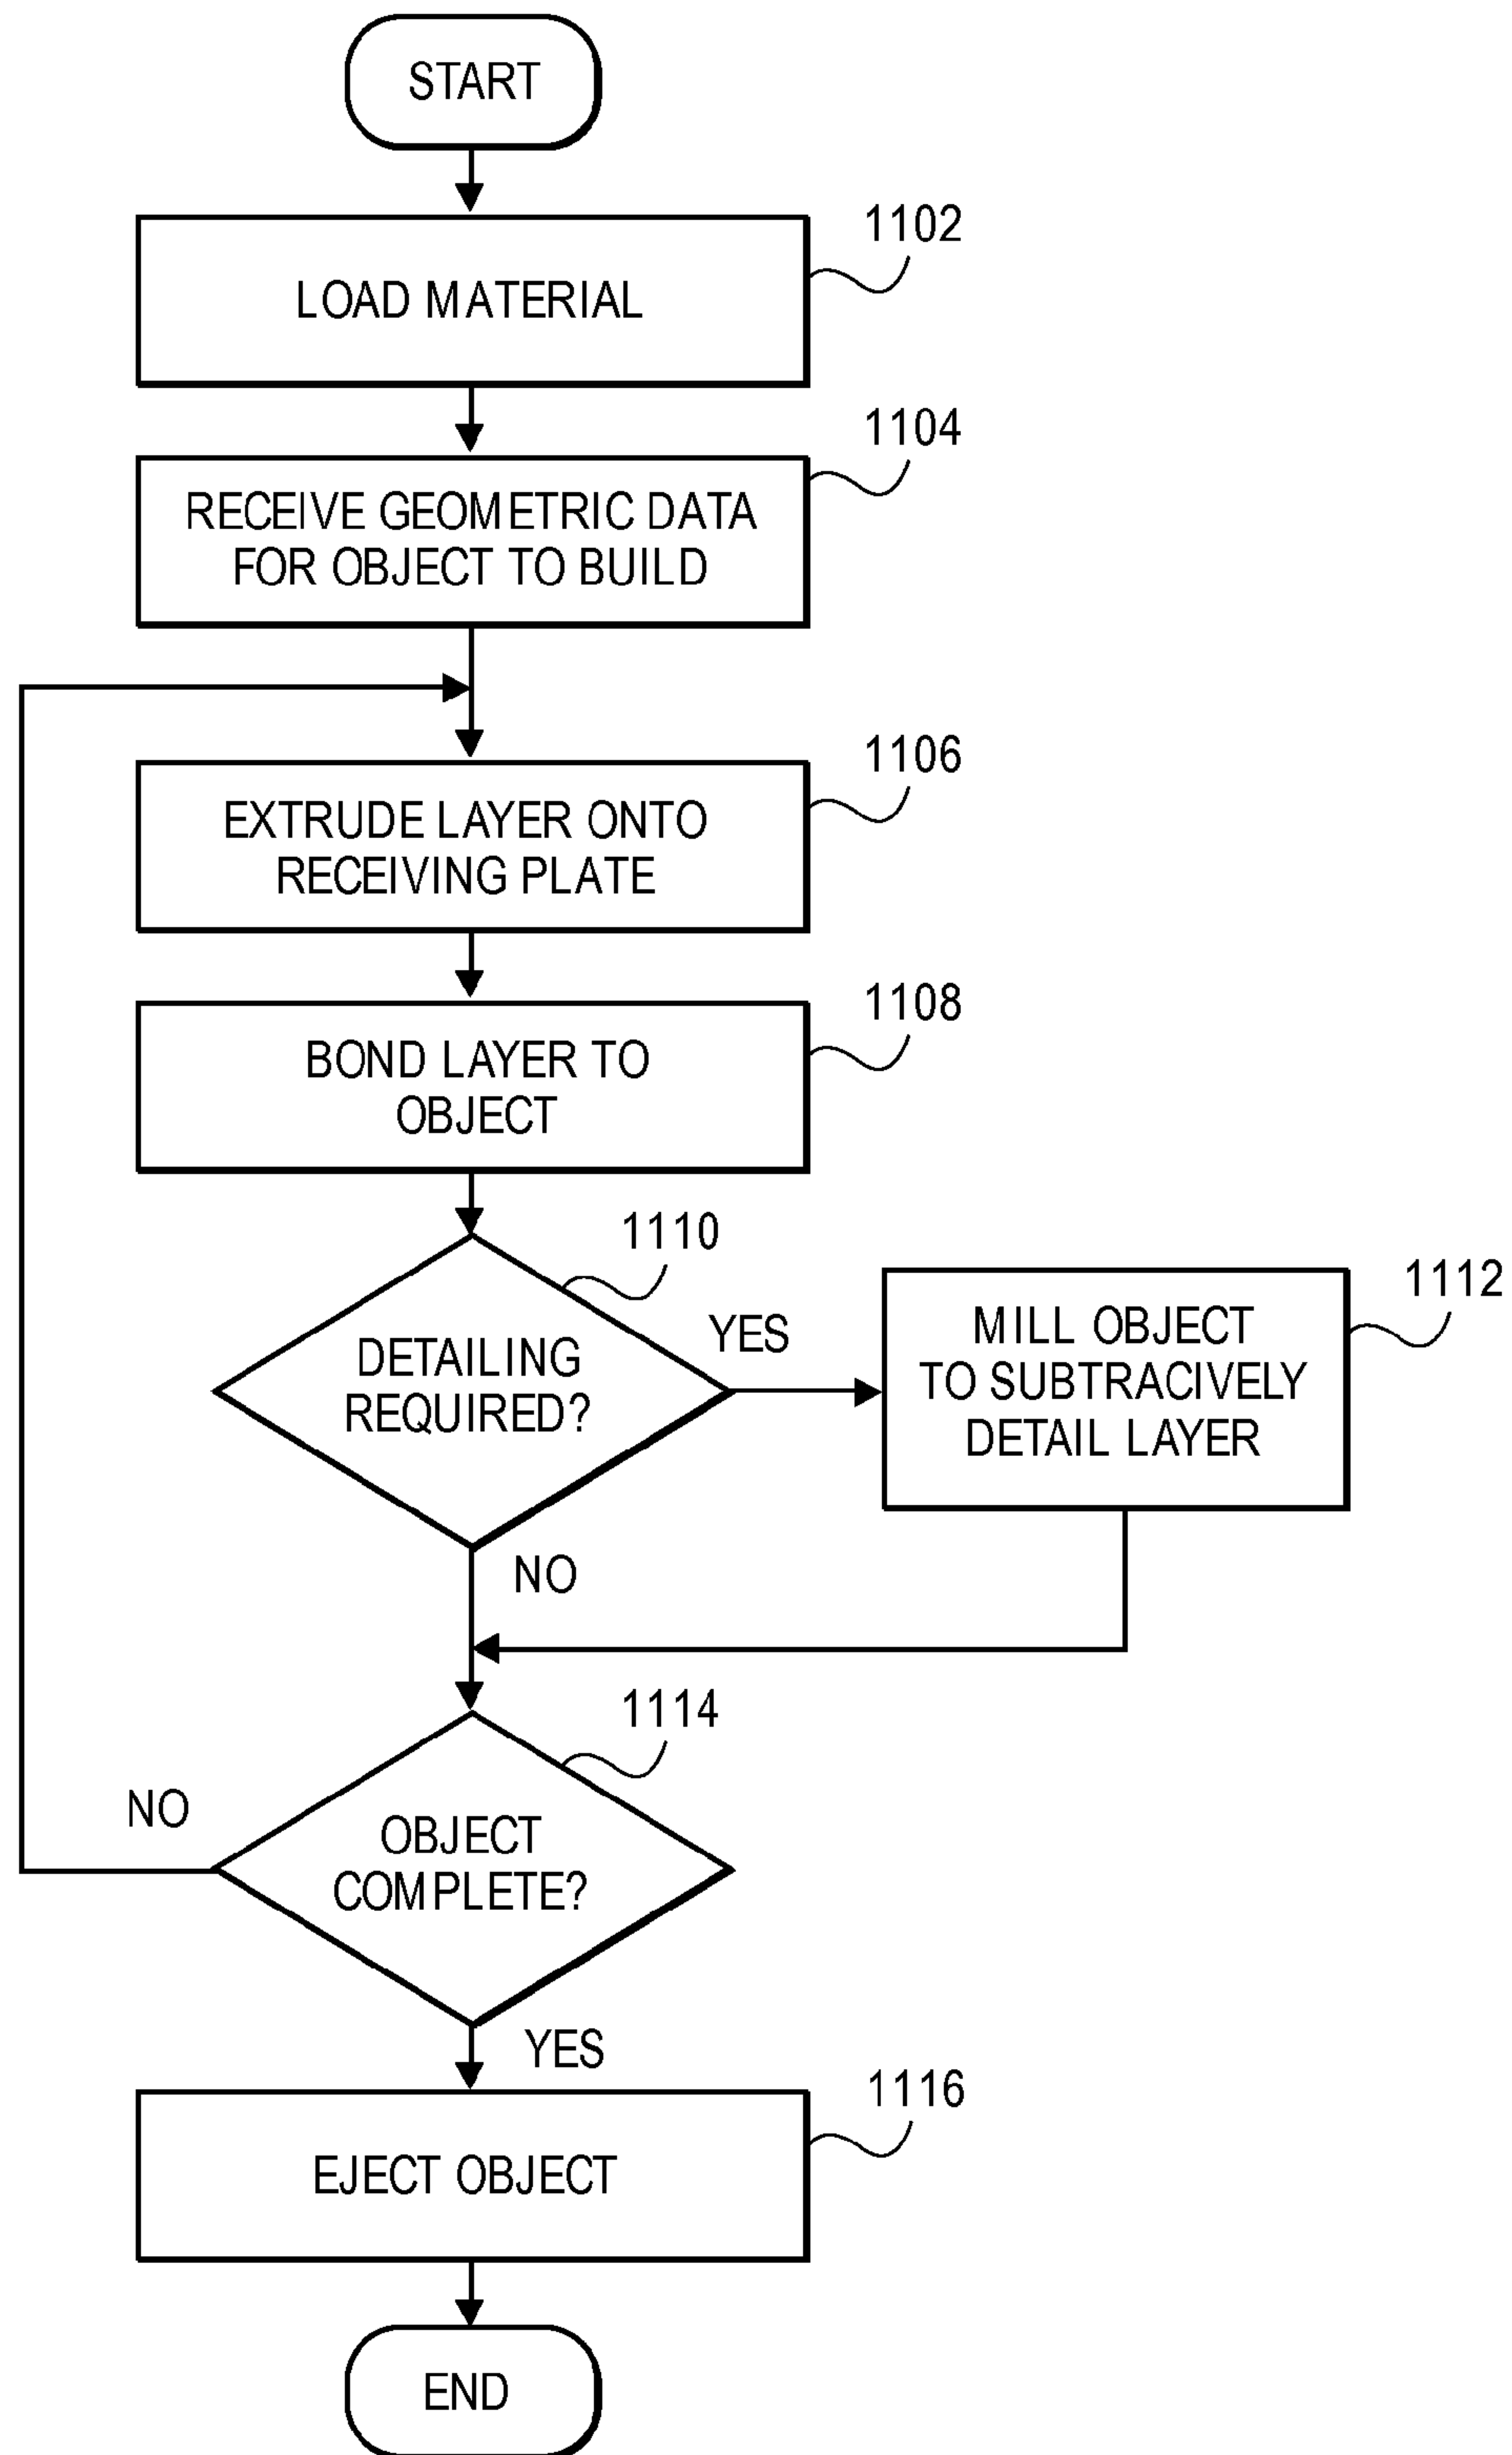 START
1102
LOAD MATERIAL
1104
RECEIVE GEOMETRIC DATA
FOR OBJECT TO BUILD
1106
EXTRUDE LAYER ONTO
RECEIVING PLATE
1108
BOND LAYER TO
OBJECT
1110
DETAILING
REQUIRED?
YES
1112
MILL OBJECT
TO SUBTRACIVELY
DETAIL LAYER
NO
1114
NO
OBJECT
COMPLETE?
YES
1116
EJECT OBJECT
END